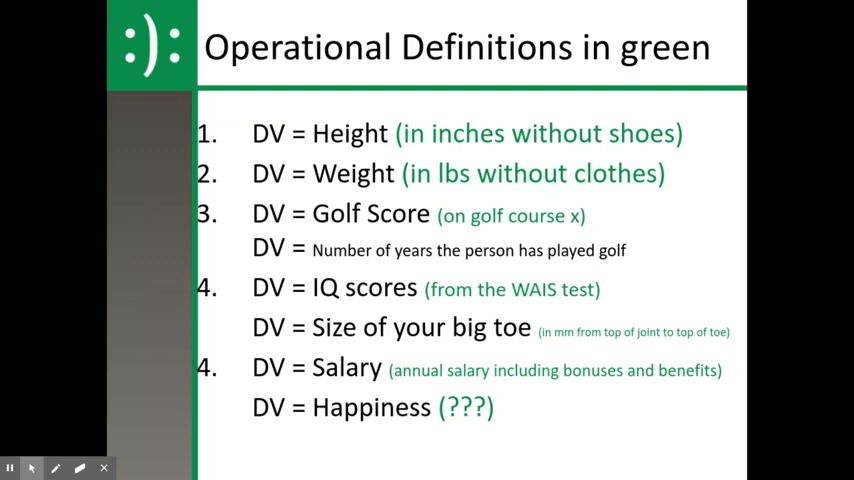 :):
Operational Definitions in green
1. DV = Height (in inches without shoes)
2. DV = Weight (in lbs without clothes)
3. DV = Golf Score (on golf course x)
DV = Number of years the person has played golf
4. DV = IQ scores (from the WAIS test)
DV = Size of your big toe (in mm from top of joint to top of toe)
4. DV = Salary (annual salary including bonuses and benefits)
DV = Happiness (???)